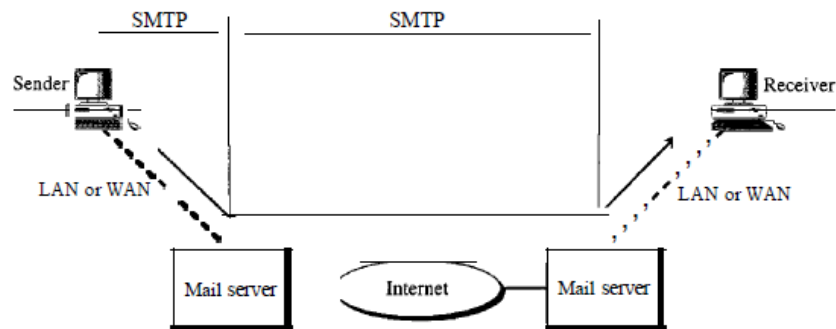 SMTP
SMTP
Sender
Receiver
LAN or WAN
LAN or WAN
Mail server
Internet
Mail server